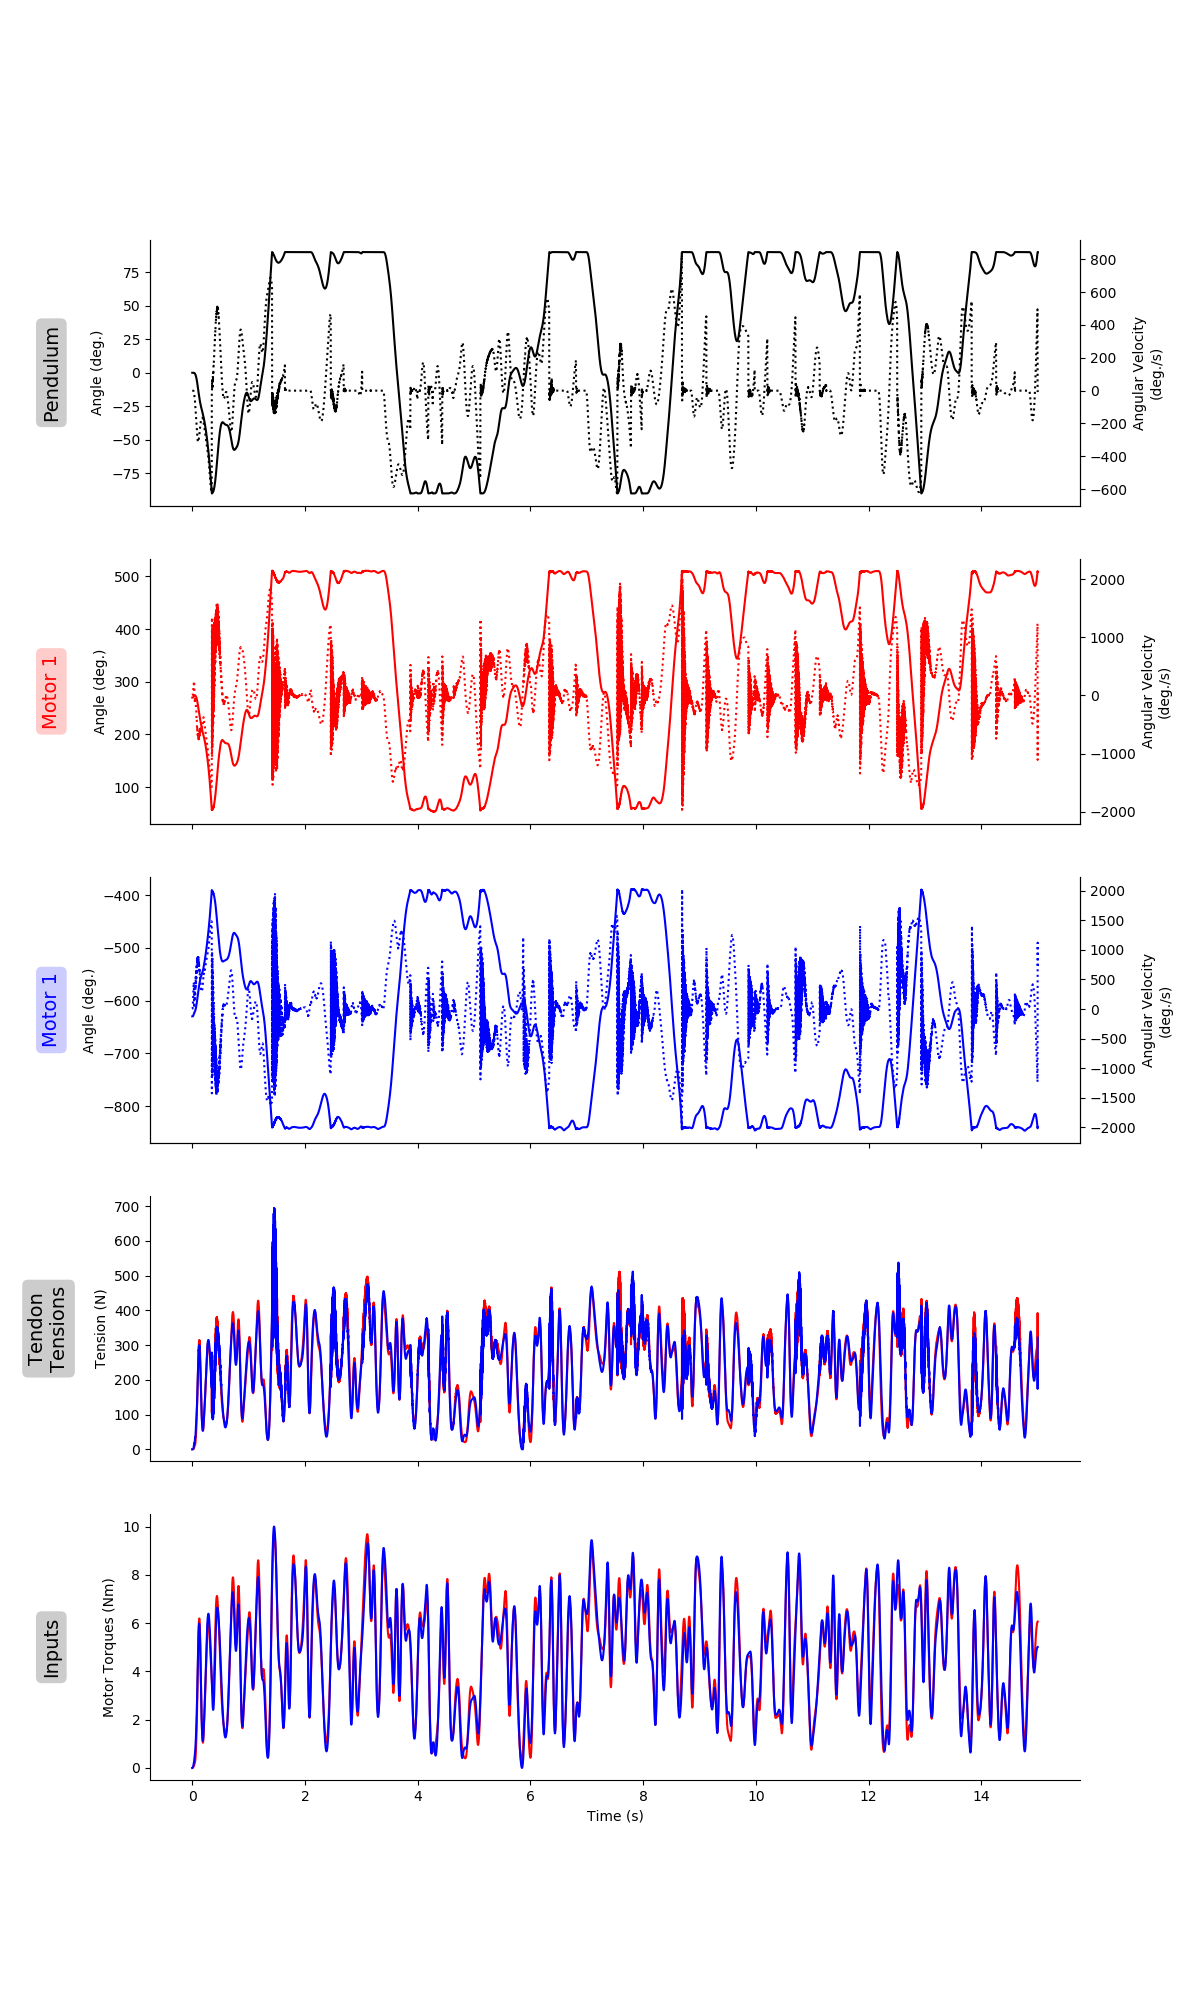 Pendulum
Angle (deg.)
75
50
25
0
−25
−50
−75
800
600
400
200
0
−200
−400
−600
Angular Velocity
(deg./s)
Motor 1
Angle (deg.)
500
400
300
200
100
2000
1000
0
−1000
−2000
Angular Velocity
(deg./s)
Motor 1
Angle (deg.)
−400
−500
−600
−700
−800
2000
1500
1000
500
0
−500
−1000
−1500
−2000
Angular Velocity
(deg./s)
Tendon
Tensions
Tension (N)
700
600
500
400
300
200
100
0
Inputs
Motor Torques (Nm)
10
8
6
4
2
0
0 2 4 6 8 10 12 14
Time (s)